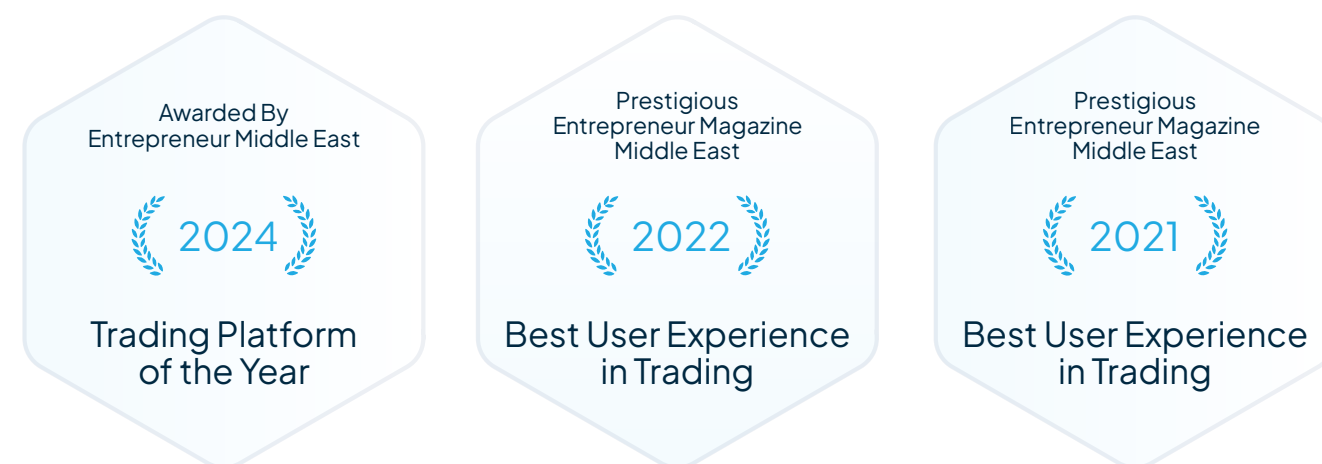 Awarded By
Entrepreneur Middle East
2024
Trading Platform
of the Year
Prestigious
Entrepreneur Magazine
Middle East
2022
Best User Experience
in Trading
Prestigious
Entrepreneur Magazine
Middle East
2021
Best User Experience
in Trading